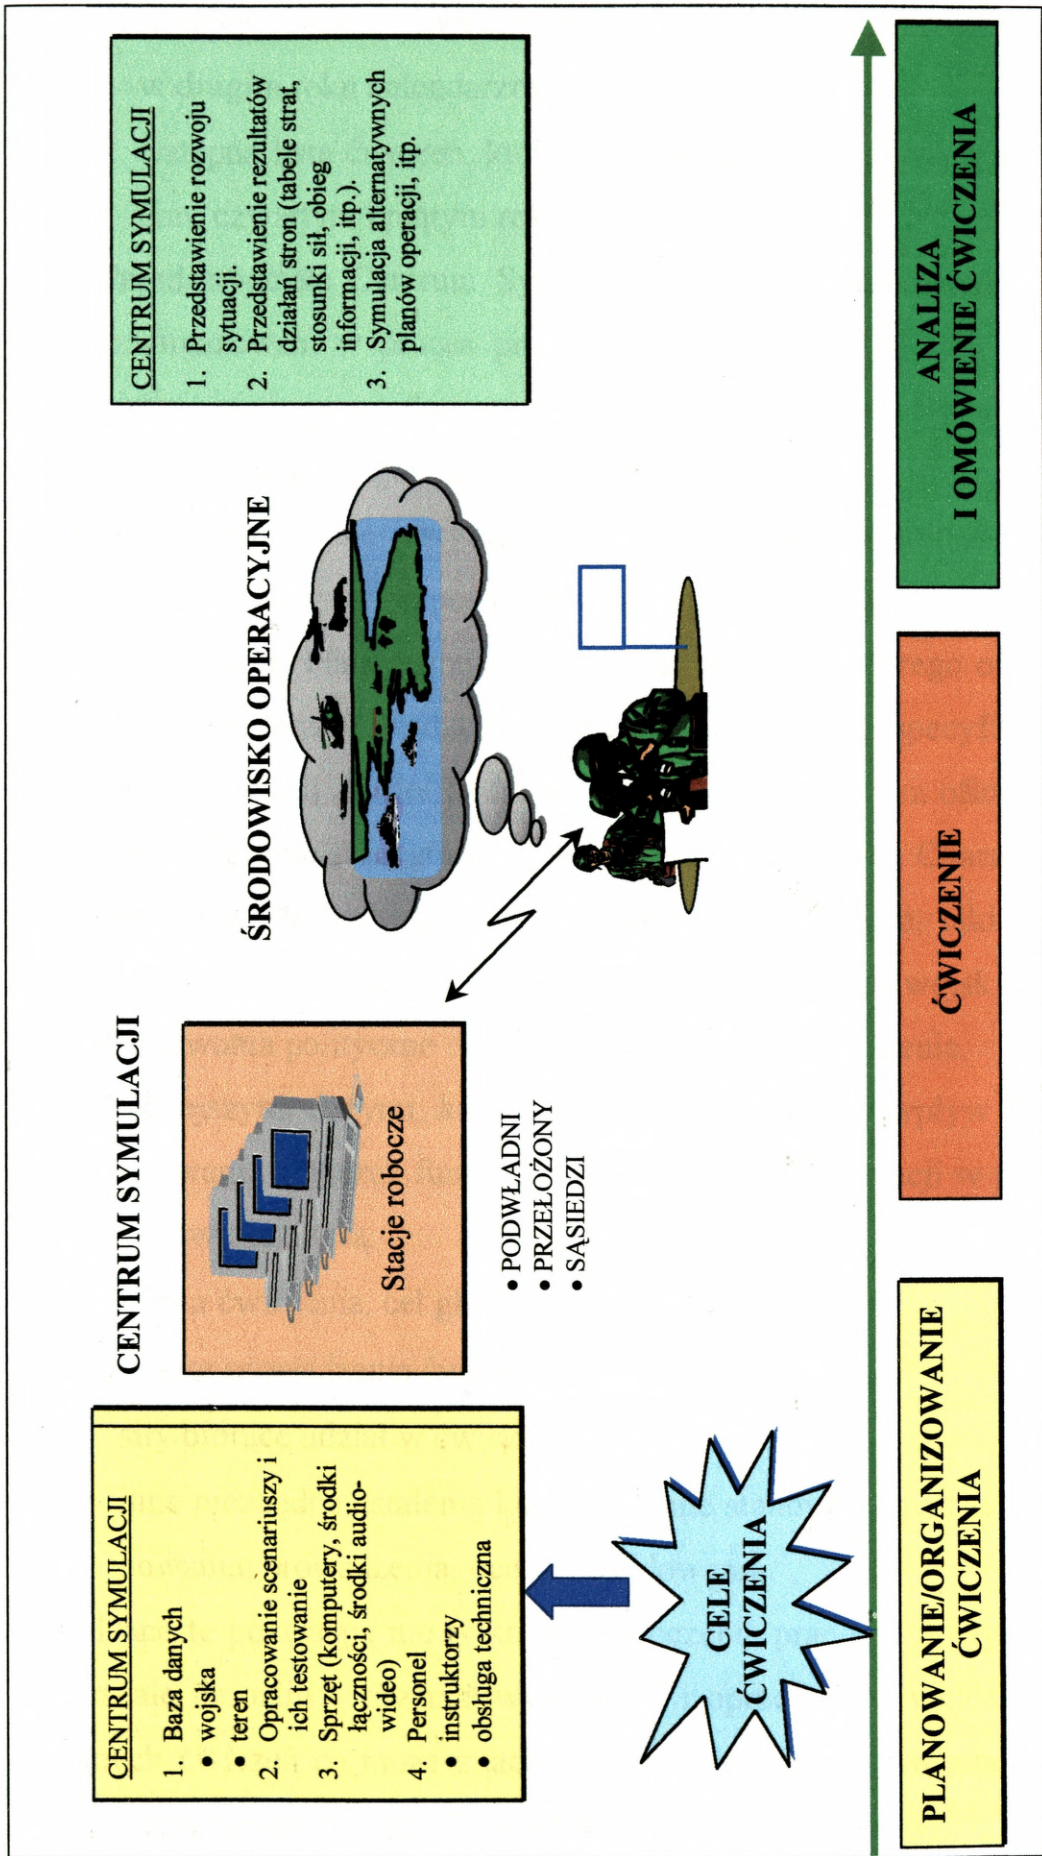 CENTRUM SYMULACJI
1. Baza danych
• wojska
• teren
2. Opracowanie scenariuszy i
ich testowanie
3. Sprzęt (komputery, środki
łączności, środki audio-
wideo)
4. Personel
• instruktorzy
• obsługa techniczna
CELE
ĆWICZENIA
CENTRUM SYMULACJI
Stacje robocze
• PODWŁADNI
• PRZEŁOŻONY
• SĄSIEDZI
ŚRODOWISKO OPERACYJNE
CENTRUM SYMULACJI
1. Przedstawienie rozwoju
sytuacji.
2. Przedstawienie rezultatów
działań stron (tabele strat,
stosunki sił, obieg
informacji, itp.).
3. Symulacja alternatywnych
planów operacji, itp.
PLANOWANIE/ORGANIZOWANIE
ĆWICZENIA
ĆWICZENIE
ANALIZA
I OMÓWIENIE ĆWICZENIA